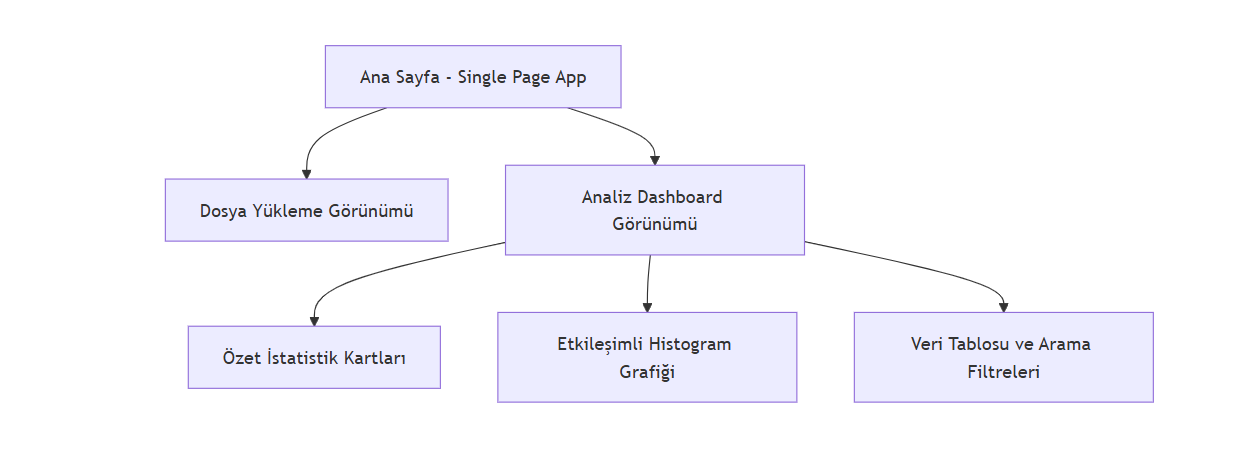 Ana Sayfa - Single Page App
Dosya Yükleme Görünümü
Analiz Dashboard
Görünümü
Özet İstatistik Kartları
Etkileşimli Histogram
Grafiği
Veri Tablosu ve Arama
Filtreleri